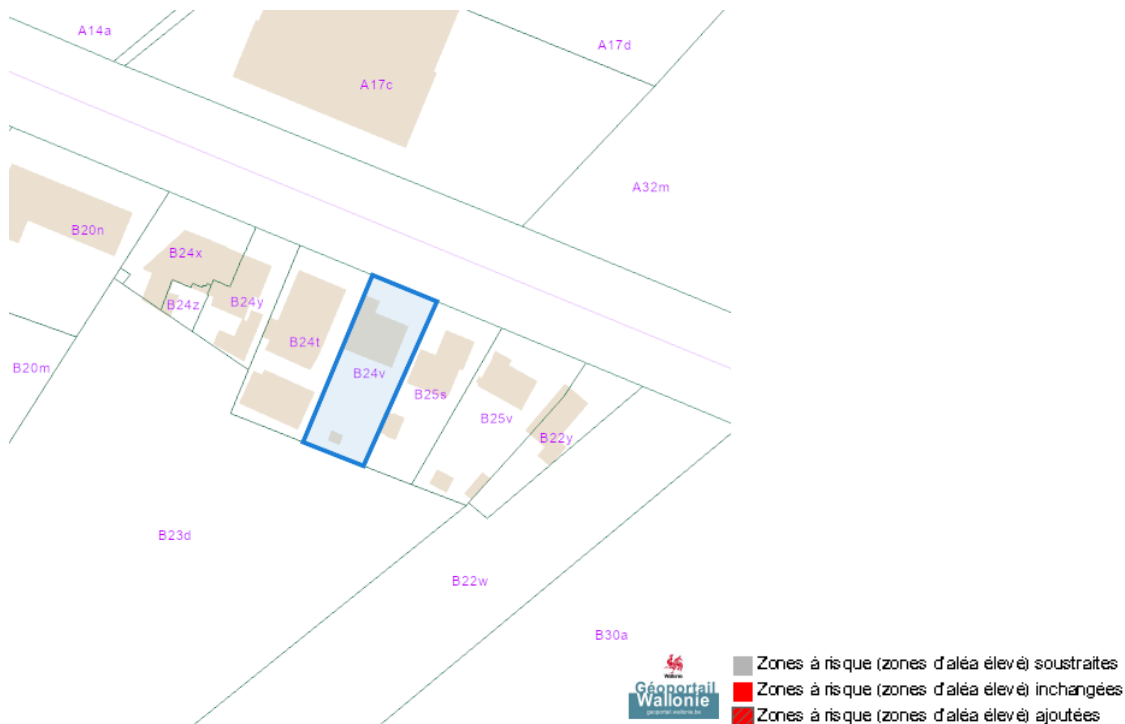 A14a
A17d
A17c
A32m
B20n
B24x
B24z
B24y
B24t
B24v
B25s
B25v
B22y
B20m
B23d
B22w
B30a
Wallonie
Géoportail
Wallonie
geoportail.wallonie.be
Zones à risque (zones d'aléa élevé) soustraites
Zones à risque (zones d'aléa élevé) inchangées
Zones à risque (zones d'aléa élevé) ajoutées